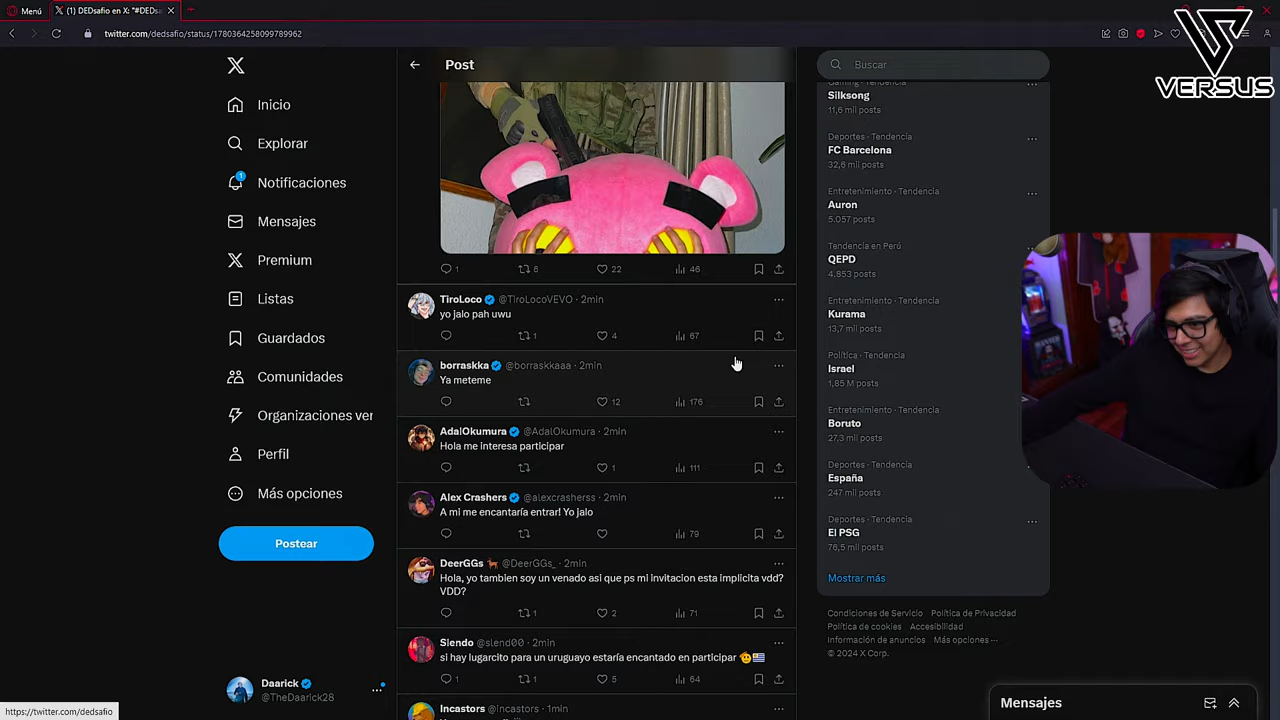 Menú
(1) DEDsafio en X: "#DEDsa
twitter.com/dedsafio/status/1780364258099789962
VERSUS
Inicio
Explorar
1
Notificaciones
Mensajes
Premium
Listas
Guardados
Comunidades
Organizaciones ver
Perfil
Más opciones
Postear
Daarick
@TheDaarick28
https://twitter.com/dedsafio
Post
1 6 22 46
TiroLoco @TiroLocoVEVO · 2min
yo jalo pah uwu
1 4 67
borraskka @borraskkaaa · 2min
Ya meteme
12 176
AdalOkumura @AdalOkumura · 2min
Hola me interesa participar
1 111
Alex Crashers @alexcrasherss · 2min
A mi me encantaría entrar! Yo jalo
79
DeerGGs @DeerGGs_ · 2min
Hola, yo tambien soy un venado asi que ps mi invitacion esta implicita vdd?
VDD?
1 2 71
Slendo @slend00 · 2min
si hay lugarcito para un uruguayo estaría encantado en participar
1 1 5 64
Incastors @Incastors · 1min
Buscar
Gaming · Tendencia
Silksong
11,6 mil posts
Deportes · Tendencia
FC Barcelona
32,6 mil posts
Entretenimiento · Tendencia
Auron
5.057 posts
Tendencia en Perú
QEPD
4.853 posts
Entretenimiento · Tendencia
Kurama
13,7 mil posts
Política · Tendencia
Israel
1,85 M posts
Entretenimiento · Tendencia
Boruto
27,3 mil posts
Deportes · Tendencia
España
247 mil posts
Deportes · Tendencia
El PSG
76,5 mil posts
Mostrar más
Condiciones de Servicio Política de Privacidad
Política de cookies Accesibilidad
Información de anuncios Más opciones
© 2024 X Corp.
Mensajes